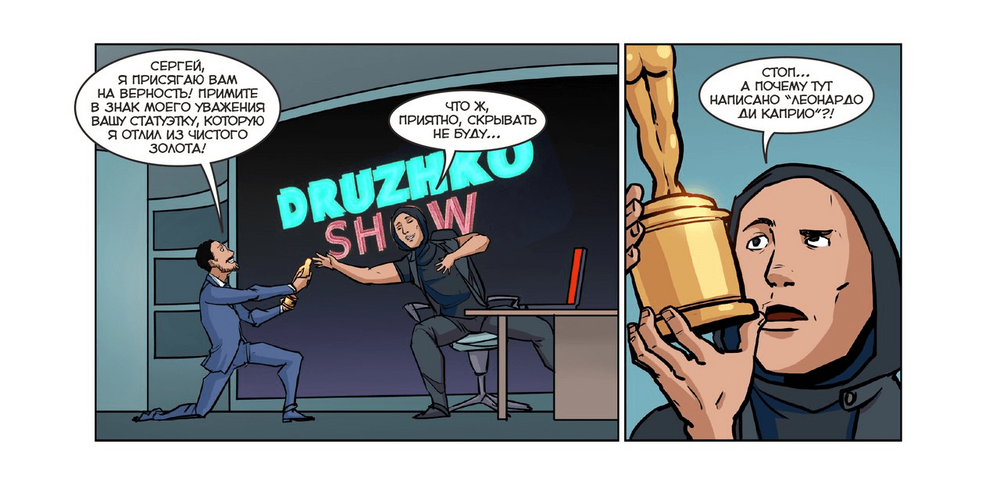 СЕРГЕЙ,
Я ПРИСЯГАЮ ВАМ
НА ВЕРНОСТЬ! ПРИМИТЕ
В ЗНАК МОЕГО УВАЖЕНИЯ
ВАШУ СТАТУЭТКУ, КОТОРУЮ
Я ОТЛИЛ ИЗ ЧИСТОГО
ЗОЛОТА!
ЧТО Ж,
ПРИЯТНО, СКРЫВАТЬ
НЕ БУДУ...
DRUZHKO
SHOW
СТОП...
А ПОЧЕМУ ТУТ
НАПИСАНО "ЛЕОНАРДО
ДИ КАПРИО"?!